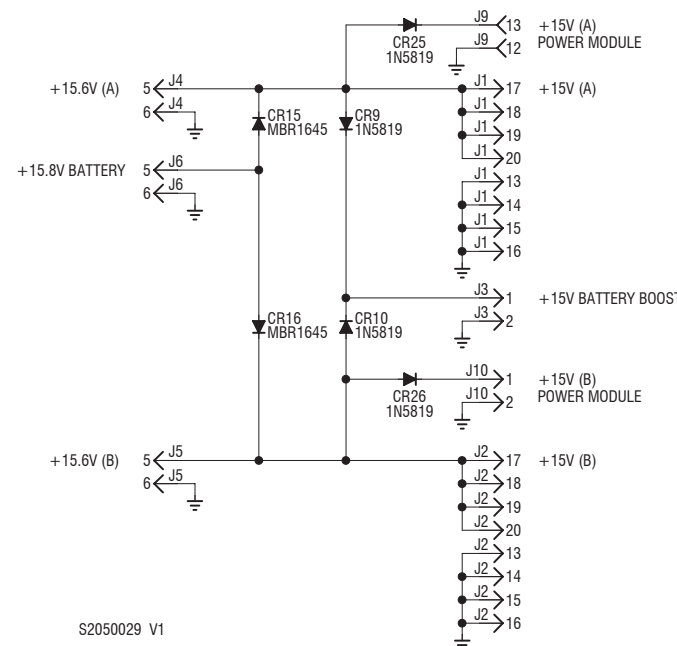 J9 13 +15V (A)
CR25 J9 12 POWER MODULE
1N5819
+15.6V (A) 5 J4 J1 17 +15V (A)
6 J4 CR15 CR9 J1 18
MBR1645 1N5819 J1 19
J1 20
+15.8V BATTERY 5 J6 J1 13
6 J6 J1 14
J1 15
J1 16
J3 1 +15V BATTERY BOOST
CR16 CR10 J3 2
MBR1645 1N5819
J10 1 +15V (B)
CR26 J10 2 POWER MODULE
1N5819
+15.6V (B) 5 J5 J2 17 +15V (B)
6 J5 J2 18
J2 19
J2 20
J2 13
J2 14
J2 15
J2 16
S2050029 V1